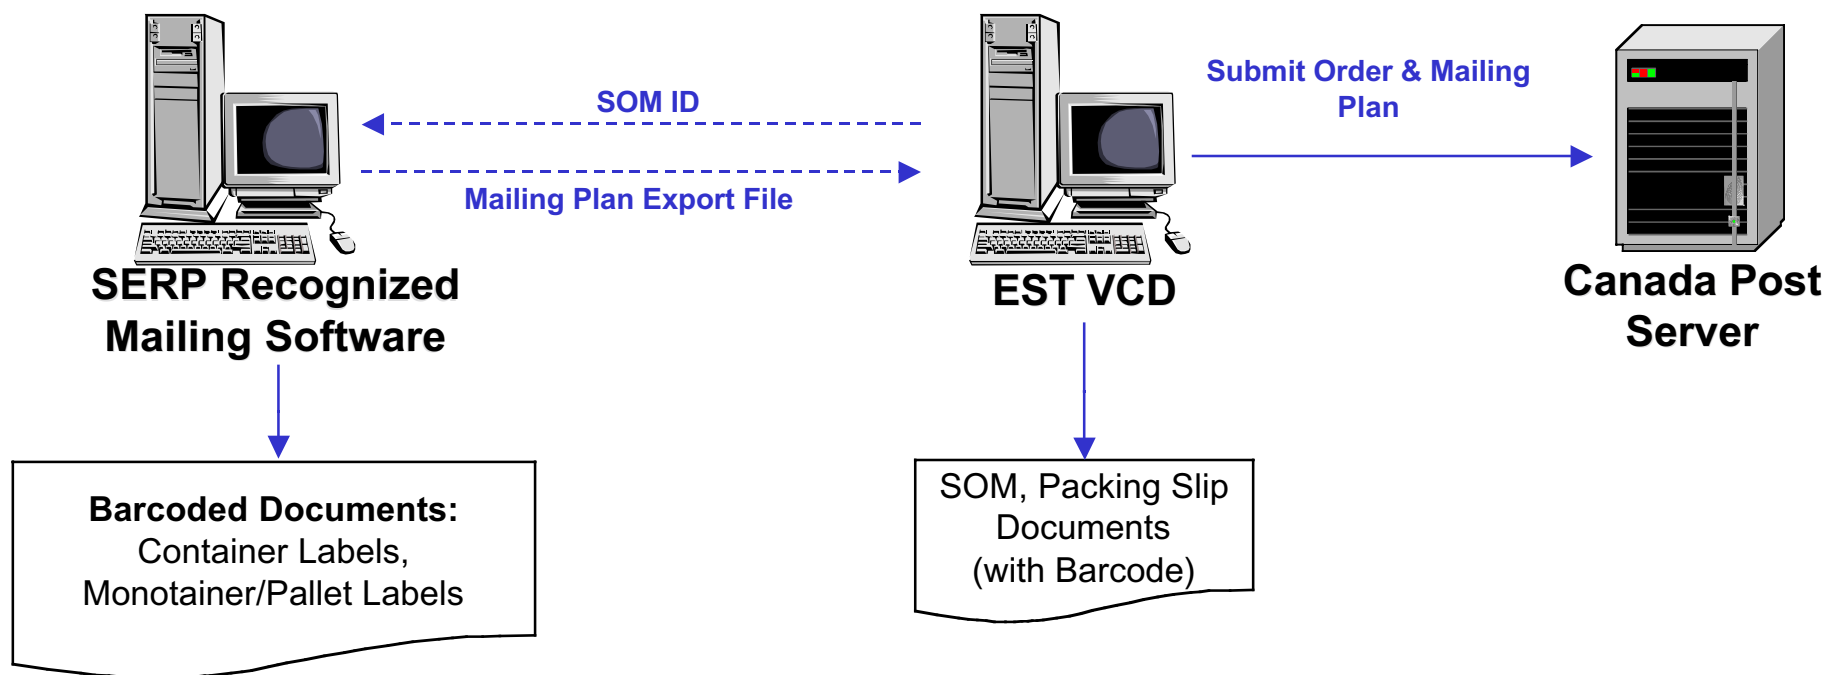 SOM ID
Mailing Plan Export File
Submit Order & Mailing
Plan
SERP Recognized
Mailing Software
EST VCD
Canada Post
Server
Barcoded Documents:
Container Labels,
Monotainer/Pallet Labels
SOM, Packing Slip
Documents
(with Barcode)